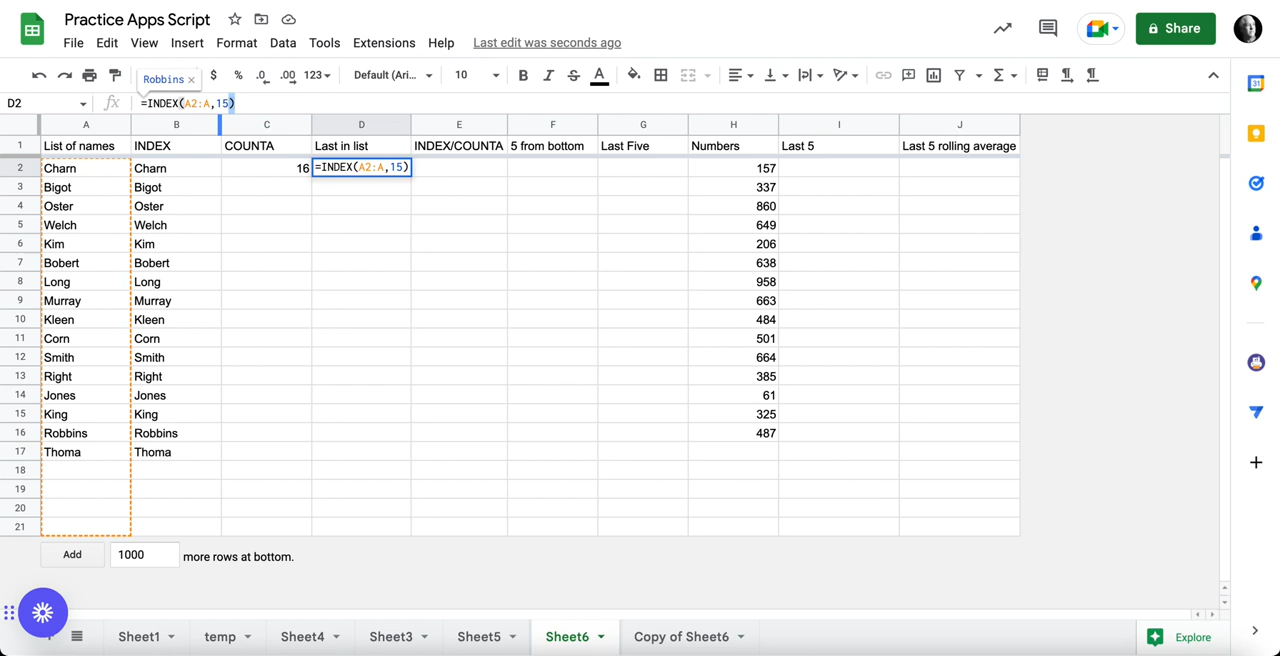 Practice Apps Script
File Edit View Insert Format Data Tools Extensions Help Last edit was seconds ago
Share
Robbins ×
$ % .0 .00 123 Default (Ari... 10 B I S A
D2 fx =INDEX(A2:A,15)
A B C D E F G H I J
1 List of names INDEX COUNTA Last in list INDEX/COUNTA 5 from bottom Last Five Numbers Last 5 Last 5 rolling average
2 Charn Charn 16 =INDEX(A2:A,15) 157
3 Bigot Bigot 337
4 Oster Oster 860
5 Welch Welch 649
6 Kim Kim 206
7 Bobert Bobert 638
8 Long Long 958
9 Murray Murray 663
10 Kleen Kleen 484
11 Corn Corn 501
12 Smith Smith 664
13 Right Right 385
14 Jones Jones 61
15 King King 325
16 Robbins Robbins 487
17 Thoma Thoma
18
19
20
21
Add 1000 more rows at bottom.
Sheet1 temp Sheet4 Sheet3 Sheet5 Sheet6 Copy of Sheet6 Explore